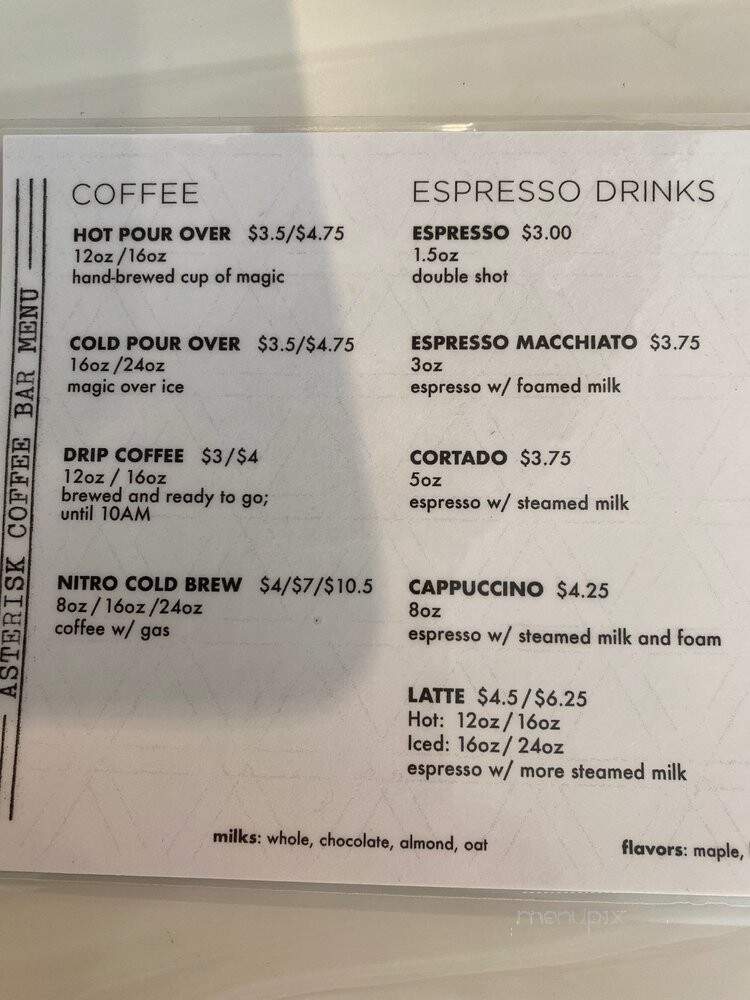 ASTERISK COFFEE BAR MENU
COFFEE
HOT POUR OVER $3.5/$4.75
12oz /16oz
hand-brewed cup of magic
COLD POUR OVER $3.5/$4.75
16oz /24oz
magic over ice
DRIP COFFEE $3/$4
12oz / 16oz
brewed and ready to go;
until 10AM
NITRO COLD BREW $4/$7/$10.5
8oz / 16oz /24oz
coffee w/ gas
ESPRESSO DRINKS
ESPRESSO $3.00
1.5oz
double shot
ESPRESSO MACCHIATO $3.75
3oz
espresso w/ foamed milk
CORTADO $3.75
5oz
espresso w/ steamed milk
CAPPUCCINO $4.25
8oz
espresso w/ steamed milk and foam
LATTE $4.5/$6.25
Hot: 12oz/16oz
Iced: 16oz/ 24oz
espresso w/ more steamed milk
milks: whole, chocolate, almond, oat
flavors: maple,
menupix